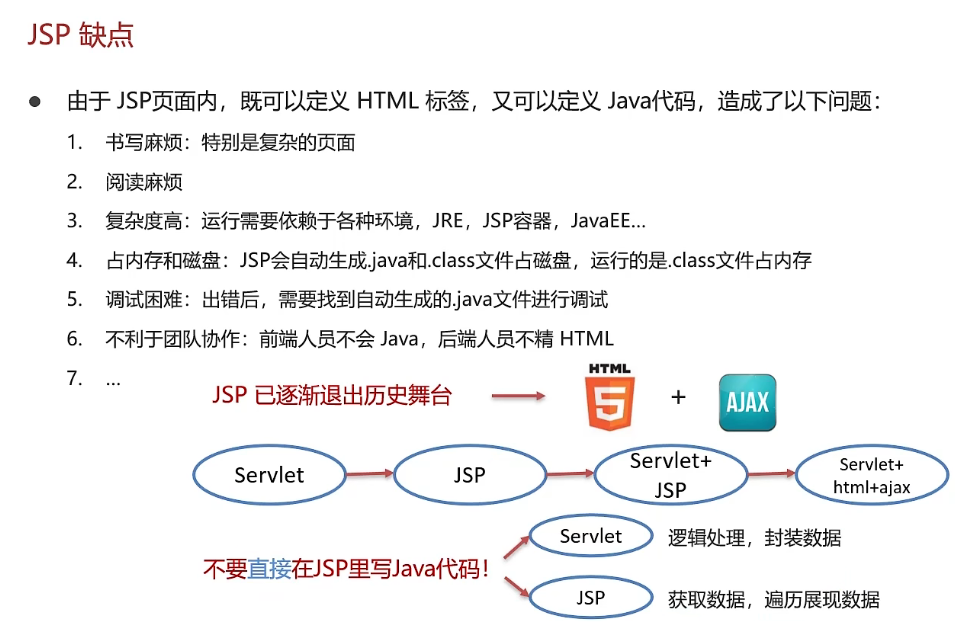 JSP 缺点
● 由于 JSP页面内，既可以定义 HTML 标签，又可以定义 Java代码，造成了以下问题：
1. 书写麻烦：特别是复杂的页面
2. 阅读麻烦
3. 复杂度高：运行需要依赖于各种环境，JRE，JSP容器，JavaEE...
4. 占内存和磁盘：JSP会自动生成.java和.class文件占磁盘，运行的是.class文件占内存
5. 调试困难：出错后，需要找到自动生成的.java文件进行调试
6. 不利于团队协作：前端人员不会 Java，后端人员不精 HTML
7. ...
JSP 已逐渐退出历史舞台
HTML
5
+
AJAX
Servlet
JSP
Servlet+
JSP
Servlet+
html+ajax
不要直接在JSP里写Java代码！
Servlet
逻辑处理，封装数据
JSP
获取数据，遍历展现数据